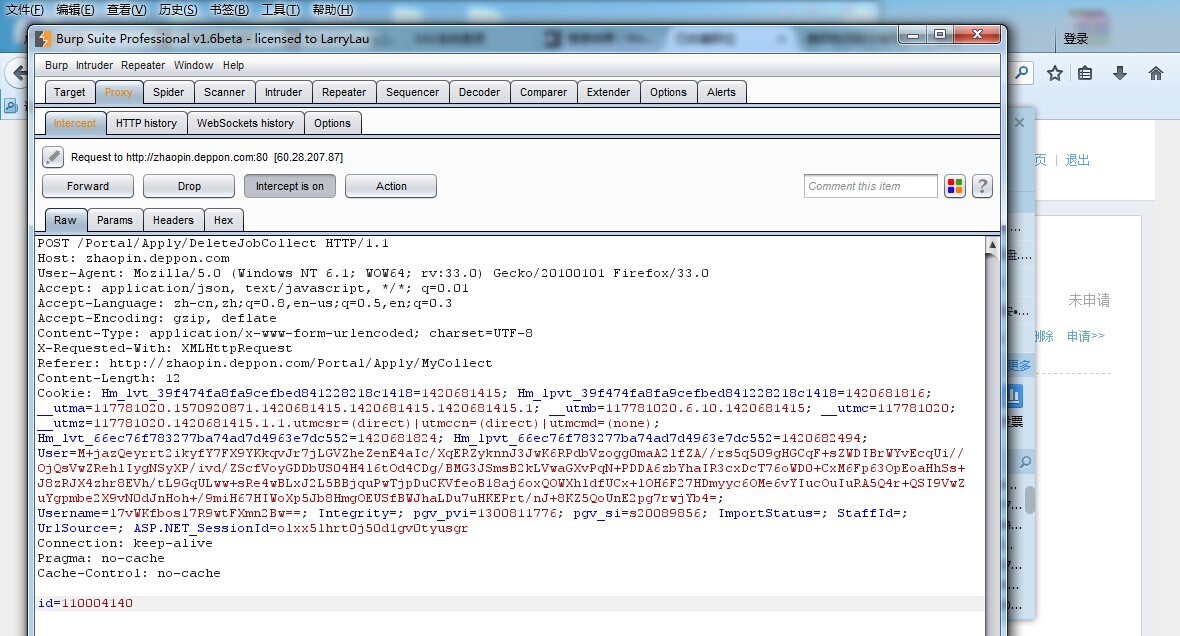 文件(F) 编辑(E) 查看(V) 历史(S) 书签(B) 工具(T) 帮助(H)
Burp Suite Professional v1.6beta - licensed to LarryLau
登录
Burp Intruder Repeater Window Help
Target Proxy Spider Scanner Intruder Repeater Sequencer Decoder Comparer Extender Options Alerts
Intercept HTTP history WebSockets history Options
Request to http://zhaopin.deppon.com:80 [60.28.207.87]
页 | 退出
Forward Drop Intercept is on Action Comment this item ?
Raw Params Headers Hex
POST /Portal/Apply/DeleteJobCollect HTTP/1.1
Host: zhaopin.deppon.com
User-Agent: Mozilla/5.0 (Windows NT 6.1; WOW64; rv:33.0) Gecko/20100101 Firefox/33.0
Accept: application/json, text/javascript, */*; q=0.01
Accept-Language: zh-cn,zh;q=0.8,en-us;q=0.5,en;q=0.3
未申请
Accept-Encoding: gzip, deflate
Content-Type: application/x-www-form-urlencoded; charset=UTF-8
删除 申请>>
X-Requested-With: XMLHttpRequest
Referer: http://zhaopin.deppon.com/Portal/Apply/MyCollect
更多
Content-Length: 12
Cookie: Hm_lvt_39f474fa8fa9cefbed841228218c1418=1420681415; Hm_lpvt_39f474fa8fa9cefbed841228218c1418=1420681816;
__utma=117781020.1570920871.1420681415.1420681415.1420681415.1; __utmb=117781020.6.10.1420681415; __utmc=117781020;
__utmz=117781020.1420681415.1.1.utmcsr=(direct)|utmccn=(direct)|utmcmd=(none);
Hm_lvt_66ec76f783277ba74ad7d4963e7dc552=1420681824; Hm_lpvt_66ec76f783277ba74ad7d4963e7dc552=1420682494;
User=M+jazQeyrrt2ikyfY7FX9YKkqvJr7jLGVZheZenE4aIc/XqERZyknnJ3JwK6RPdbVzogg0maA2lfZA//rs5q509gHGCqF+sZWDIBrWYvEcqUi//
OjQsVwZRehlIygNSyXP/ivd/ZScfVoyGDDbUS04H4l6tOd4CDg/BMG3JSmsB2kLVwaGXvPqN+PDDA6zbYhaIR3cxDcT76oWD0+CxM6Fp63OpEoaHhSs+
J8zRJX4zhr8EVh/tL9GqULww+sRe4wBLxJ2L5BBjquPwTjpDuCKVfeoB18aj6oxQOWXhldfUCx+lOH6F27HDmyyc6OMe6vYIucOuIuRA5Q4r+QSI9VwZ
uYgpmbe2X9vN0dJnHoh+/9miH67HIWoXp5Jb8HmgOEUSfBWJhaLDu7uHKEPrt/nJ+8KZ5QoUnE2pg7rwjYb4=;
Username=17vWKfbos17R9wtFXmn2Bw==; Integrity=; pgv_pvi=1300811776; pgv_si=s20089856; ImportStatus=; StaffId=;
UrlSource=; ASP.NET_SessionId=olxx5lhrt0j50d1gv0tyusgr
Connection: keep-alive
Pragma: no-cache
Cache-Control: no-cache
id=110004140